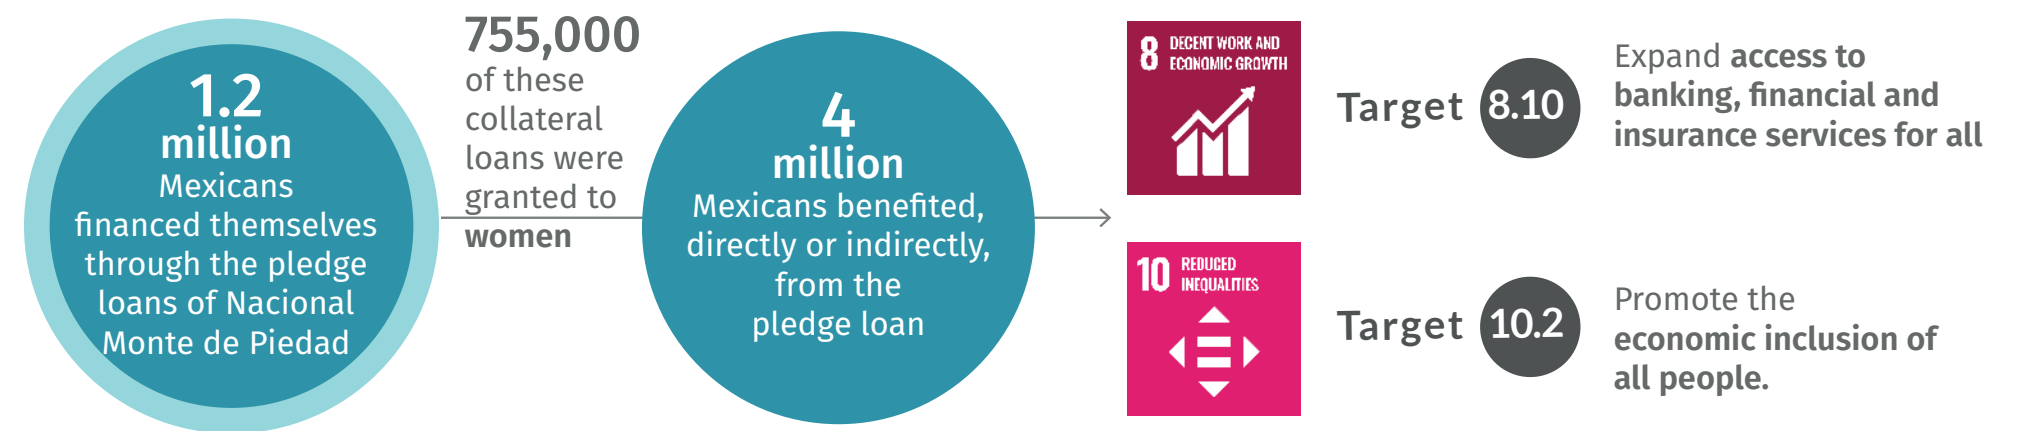 1.2
million
Mexicans
financed themselves
through the pledge
loans of Nacional
Monte de Piedad
755,000
of these
collateral
loans were
granted to
women
4
million
Mexicans benefited,
directly or indirectly,
from the
pledge loan
8 DECENT WORK AND
ECONOMIC GROWTH
Target 8.10
Expand access to
banking, financial and
insurance services for all
10 REDUCED
INEQUALITIES
Target 10.2
Promote the
economic inclusion of
all people.